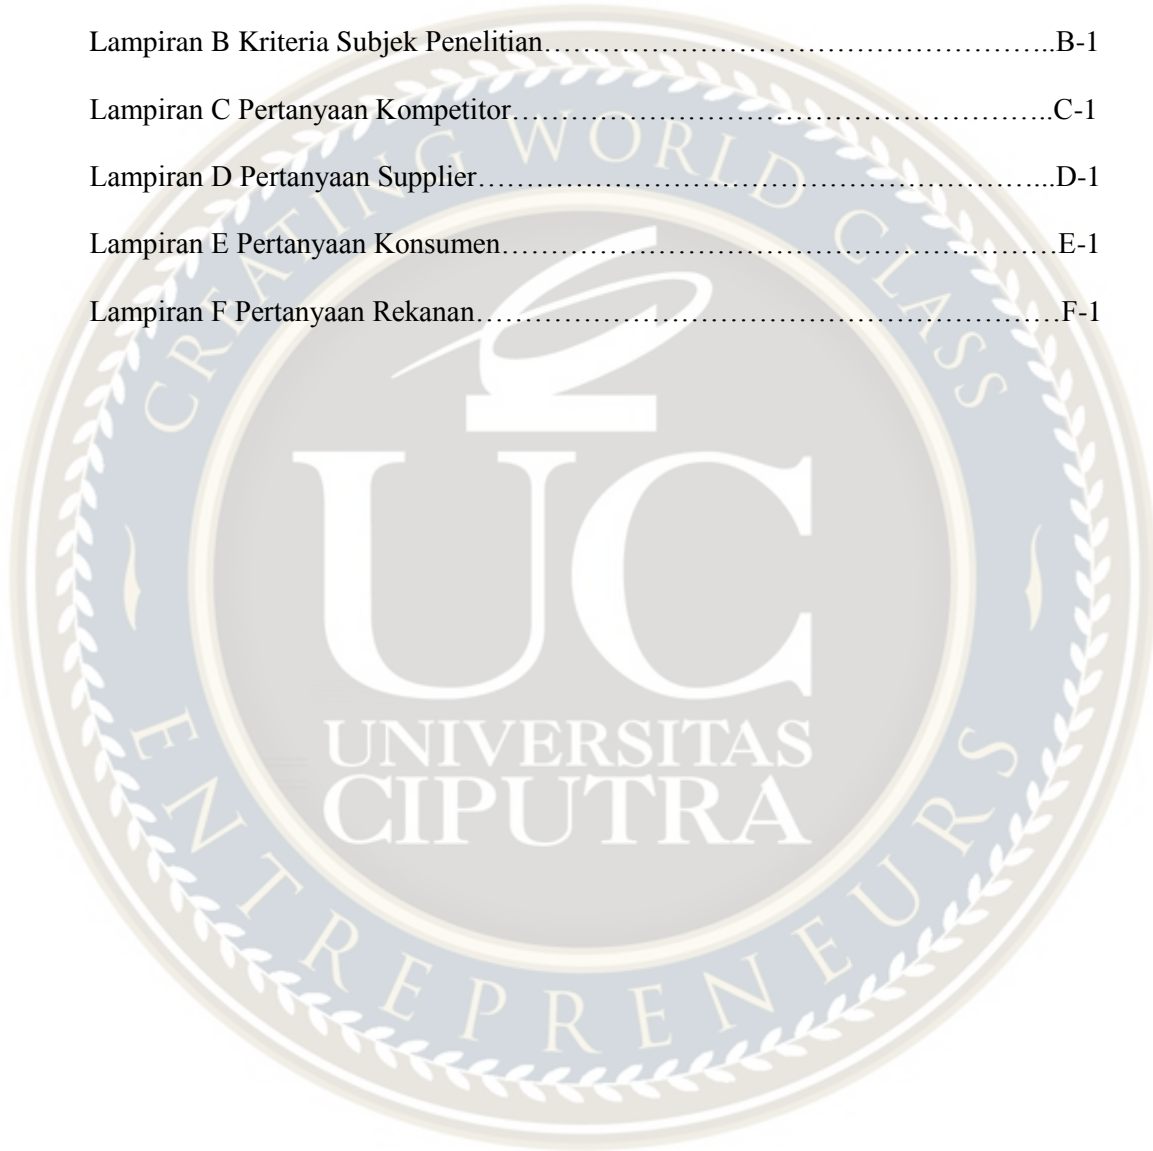 Lampiran B Kriteria Subjek Penelitian…………………………………………..B-1
Lampiran C Pertanyaan Kompetitor………………………………………………..C-1
Lampiran D Pertanyaan Supplier…………………………………………………...D-1
Lampiran E Pertanyaan Konsumen………………………………………………….E-1
Lampiran F Pertanyaan Rekanan……………………………………………………F-1
CREATING WORLD CLASS
UC
UNIVERSITAS
CIPUTRA
ENTREPRENEURS